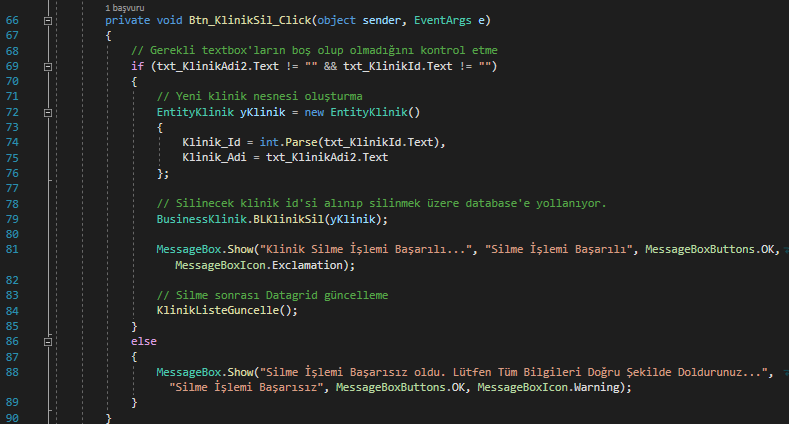 1 başvuru
66 private void Btn_KlinikSil_Click(object sender, EventArgs e)
67 {
68 // Gerekli textbox'ların boş olup olmadığını kontrol etme
69 if (txt_KlinikAdi2.Text != "" && txt_KlinikId.Text != "")
70 {
71 // Yeni klinik nesnesi oluşturma
72 EntityKlinik yKlinik = new EntityKlinik()
73 {
74 Klinik_Id = int.Parse(txt_KlinikId.Text),
75 Klinik_Adi = txt_KlinikAdi2.Text
76 };
77
78 // Silinecek klinik id'si alınıp silinmek üzere database'e yollanıyor.
79 BusinessKlinik.BLKlinikSil(yKlinik);
80
81 MessageBox.Show("Klinik Silme İşlemi Başarılı...", "Silme İşlemi Başarılı", MessageBoxButtons.OK,
MessageBoxIcon.Exclamation);
82
83 // Silme sonrası Datagrid güncelleme
84 KlinikListeGuncelle();
85 }
86 else
87 {
88 MessageBox.Show("Silme İşlemi Başarısız oldu. Lütfen Tüm Bilgileri Doğru Şekilde Doldurunuz...",
"Silme İşlemi Başarısız", MessageBoxButtons.OK, MessageBoxIcon.Warning);
89 }
90 }